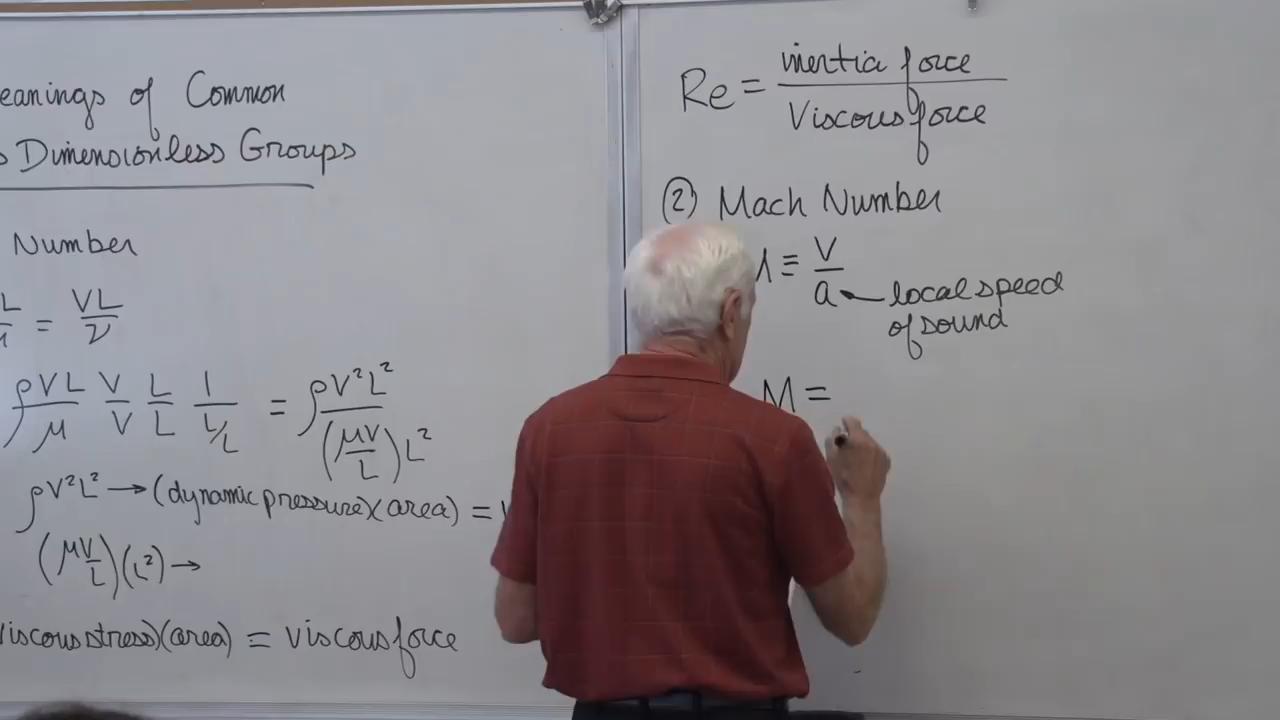 eanings of Common
s Dimensionless Groups
Number
L/μ = VL/ν
ρVL/μ V/V L/L 1/(L/L) = ρV²L²/(μV/L)L²
ρV²L² → (dynamic pressure)(area) =
(μV/L)(L²) →
viscous stress)(area) = viscous force
Re = inertia force/Viscous force
② Mach Number
M ≡ V/a local speed
of sound
M =